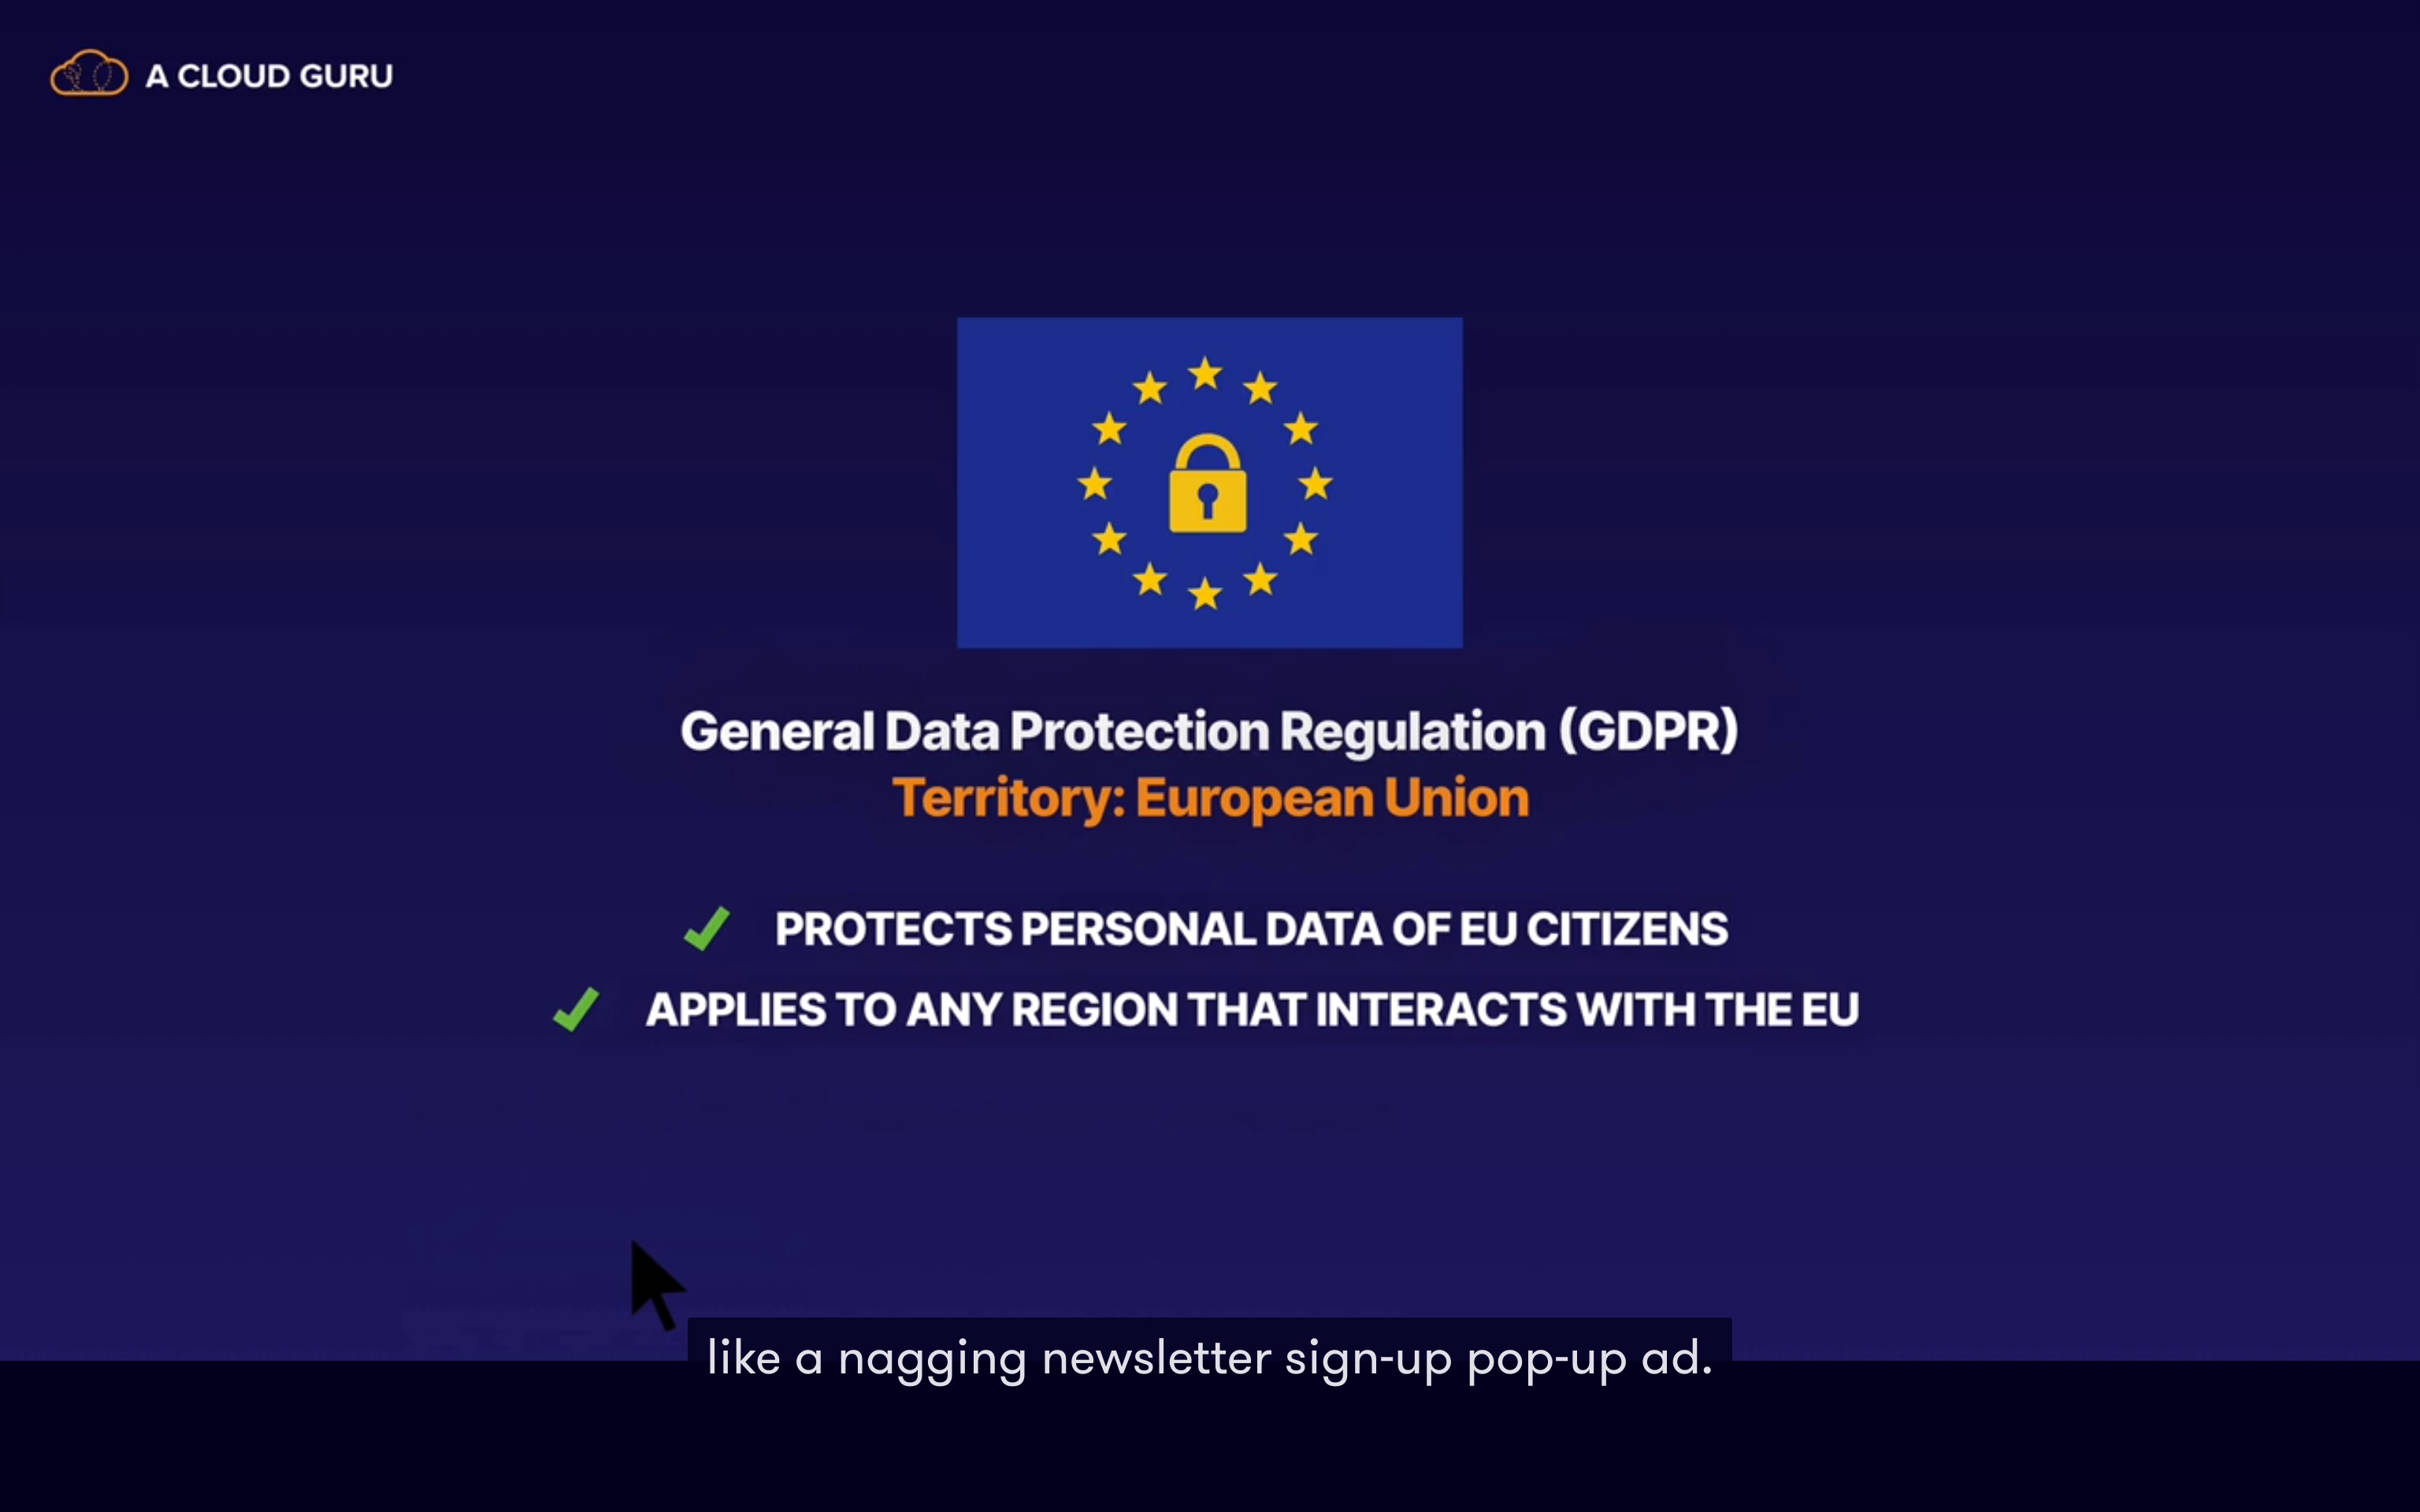 A CLOUD GURU
General Data Protection Regulation (GDPR)
Territory: European Union
PROTECTS PERSONAL DATA OF EU CITIZENS
APPLIES TO ANY REGION THAT INTERACTS WITH THE EU
like a nagging newsletter sign-up pop-up ad.